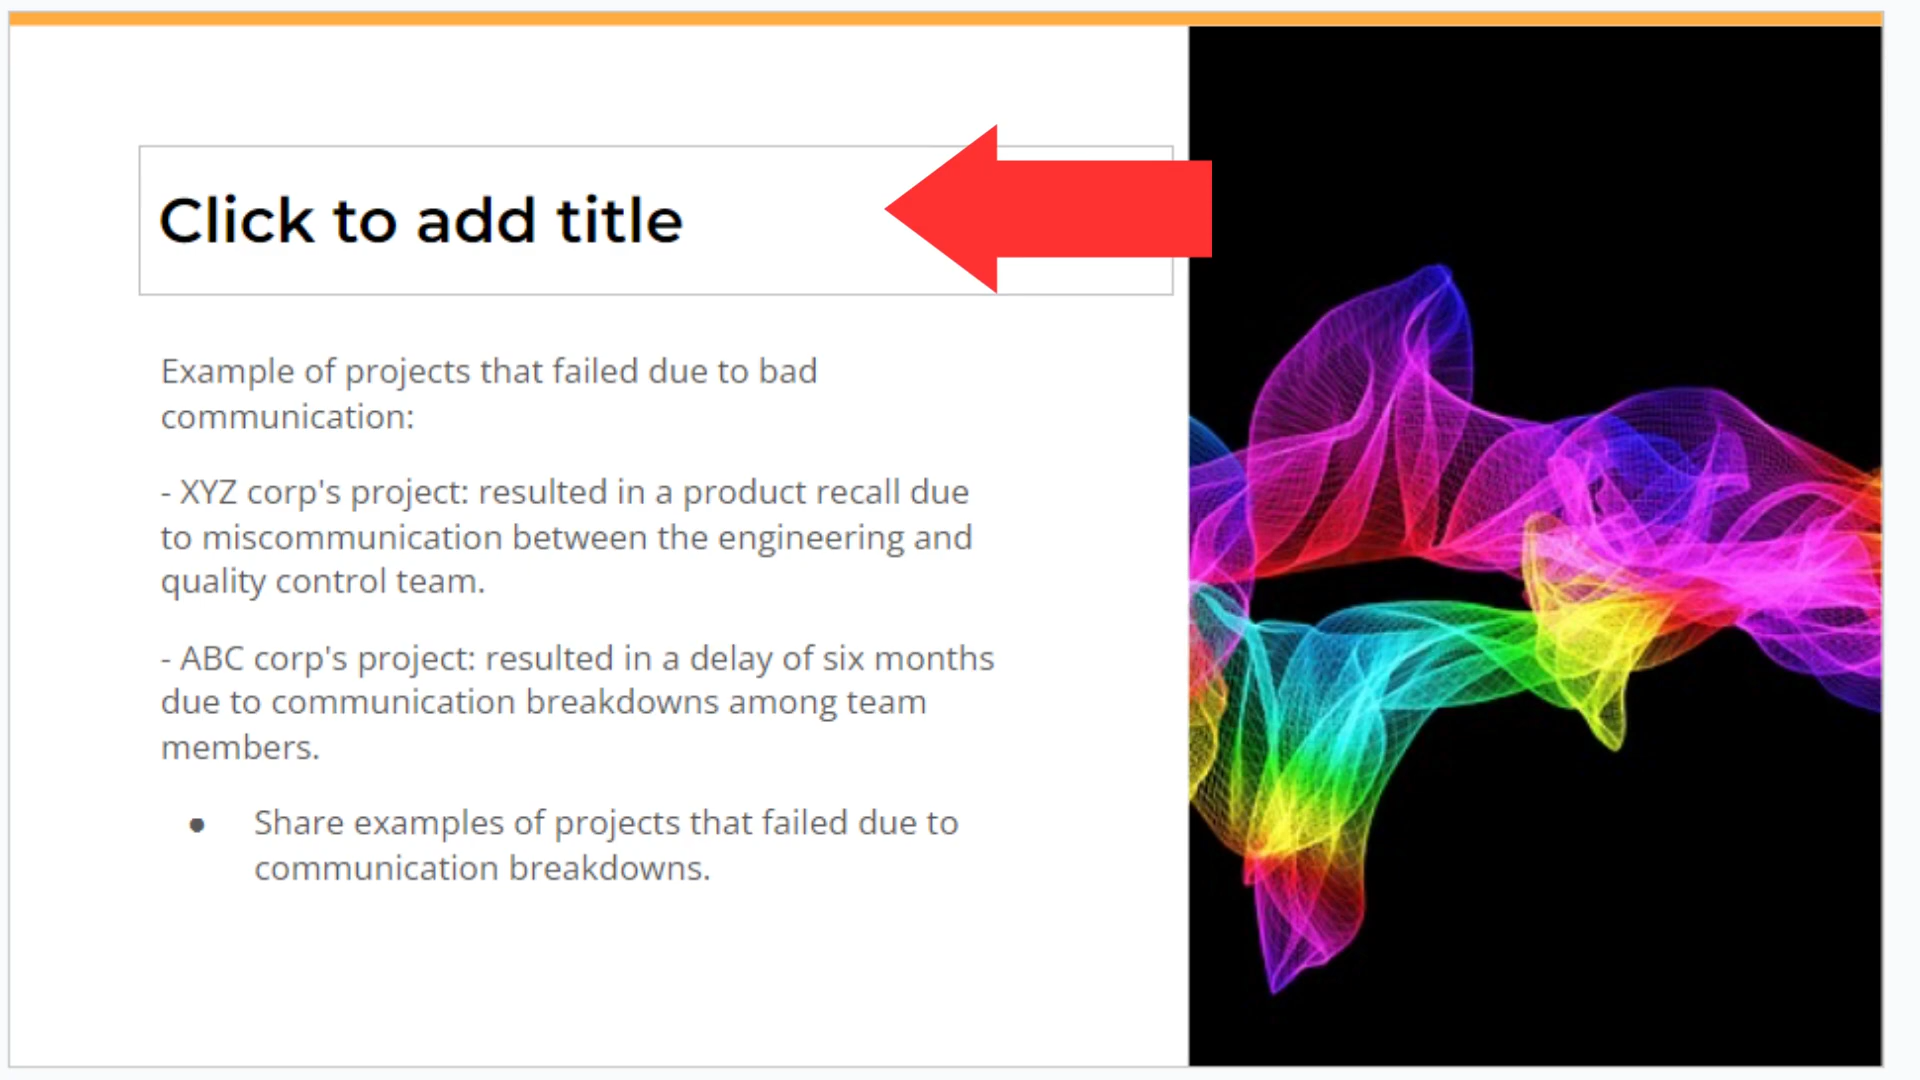 Click to add title
Example of projects that failed due to bad
communication:
- XYZ corp's project: resulted in a product recall due
to miscommunication between the engineering and
quality control team.
- ABC corp's project: resulted in a delay of six months
due to communication breakdowns among team
members.
● Share examples of projects that failed due to
communication breakdowns.